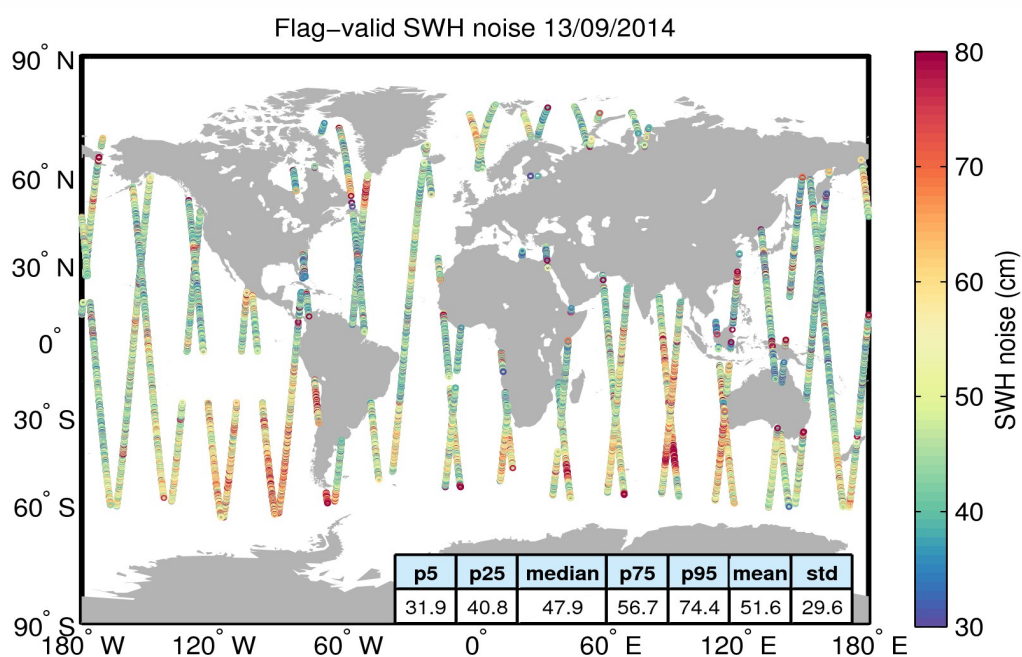 Flag−valid SWH noise 13/09/2014
90° N
60° N
30° N
0°
30° S
60° S
90° S
180° W
120° W
60° W
0°
60° E
120° E
180° E
p5 p25 median p75 p95 mean std
31.9 40.8 47.9 56.7 74.4 51.6 29.6
80
70
60
50
40
30
SWH noise (cm)